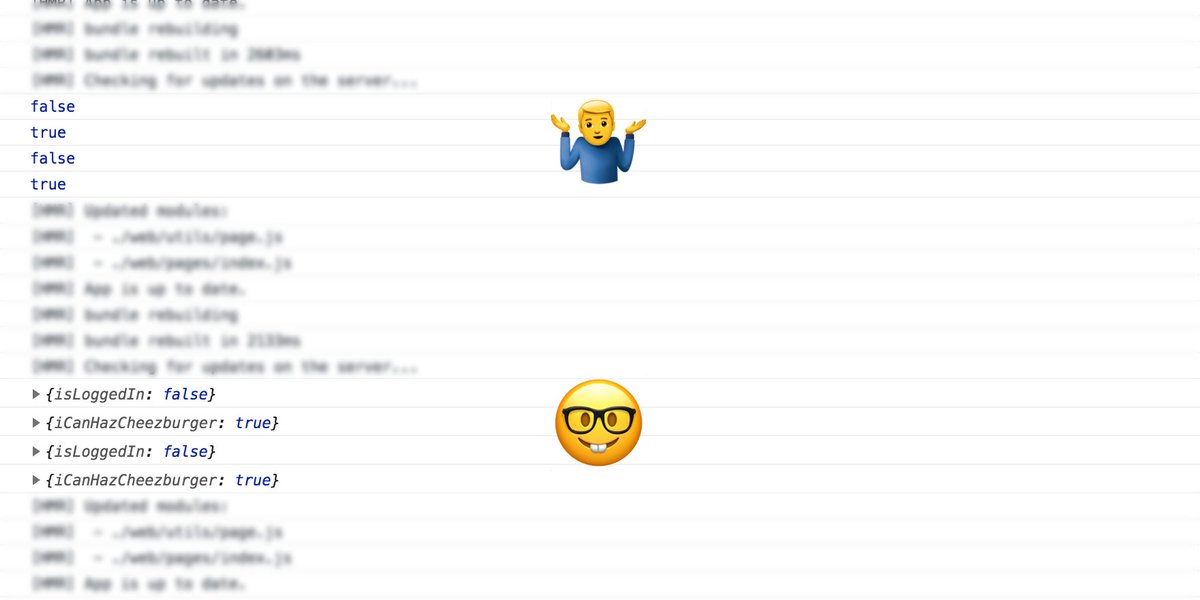 [HMR] App is up to date.
[HMR] bundle rebuilding
[HMR] bundle rebuilt in 2603ms
[HMR] Checking for updates on the server...
false
true
false
true
[HMR] Updated modules:
[HMR]  - ./web/utils/page.js
[HMR]  - ./web/pages/index.js
[HMR] App is up to date.
[HMR] bundle rebuilding
[HMR] bundle rebuilt in 2133ms
[HMR] Checking for updates on the server...
{isLoggedIn: false}
{iCanHazCheezburger: true}
{isLoggedIn: false}
{iCanHazCheezburger: true}
[HMR] Updated modules:
[HMR]  - ./web/utils/page.js
[HMR]  - ./web/pages/index.js
[HMR] App is up to date.